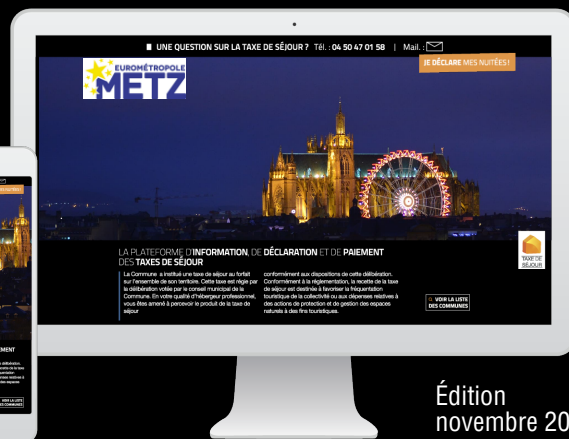 UNE QUESTION SUR LA TAXE DE SÉJOUR ? Tél. : 04 50 47 01 58 | Mail. :
EUROMÉTROPOLE
METZ
JE DÉCLARE MES NUITÉES !
LA PLATEFORME D'INFORMATION, DE DÉCLARATION ET DE PAIEMENT
DES TAXES DE SÉJOUR
La Commune a institué une taxe de séjour au forfait
sur l'ensemble de son territoire. Cette taxe est régie par
la délibération votée par le conseil municipal de la
Commune. En votre qualité d'hébergeur professionnel,
vous êtes amené à percevoir le produit de la taxe de
séjour
conformément aux dispositions de cette délibération.
Conformément à la réglementation, la recette de la taxe
de séjour est destinée à favoriser la fréquentation
touristique de la collectivité ou aux dépenses relatives à
des actions de protection et de gestion des espaces
naturels à des fins touristiques.
TAXE DE
SÉJOUR
VOIR LA LISTE
DES COMMUNES
VOIR LA LISTE
DES COMMUNES
Édition
novembre 20